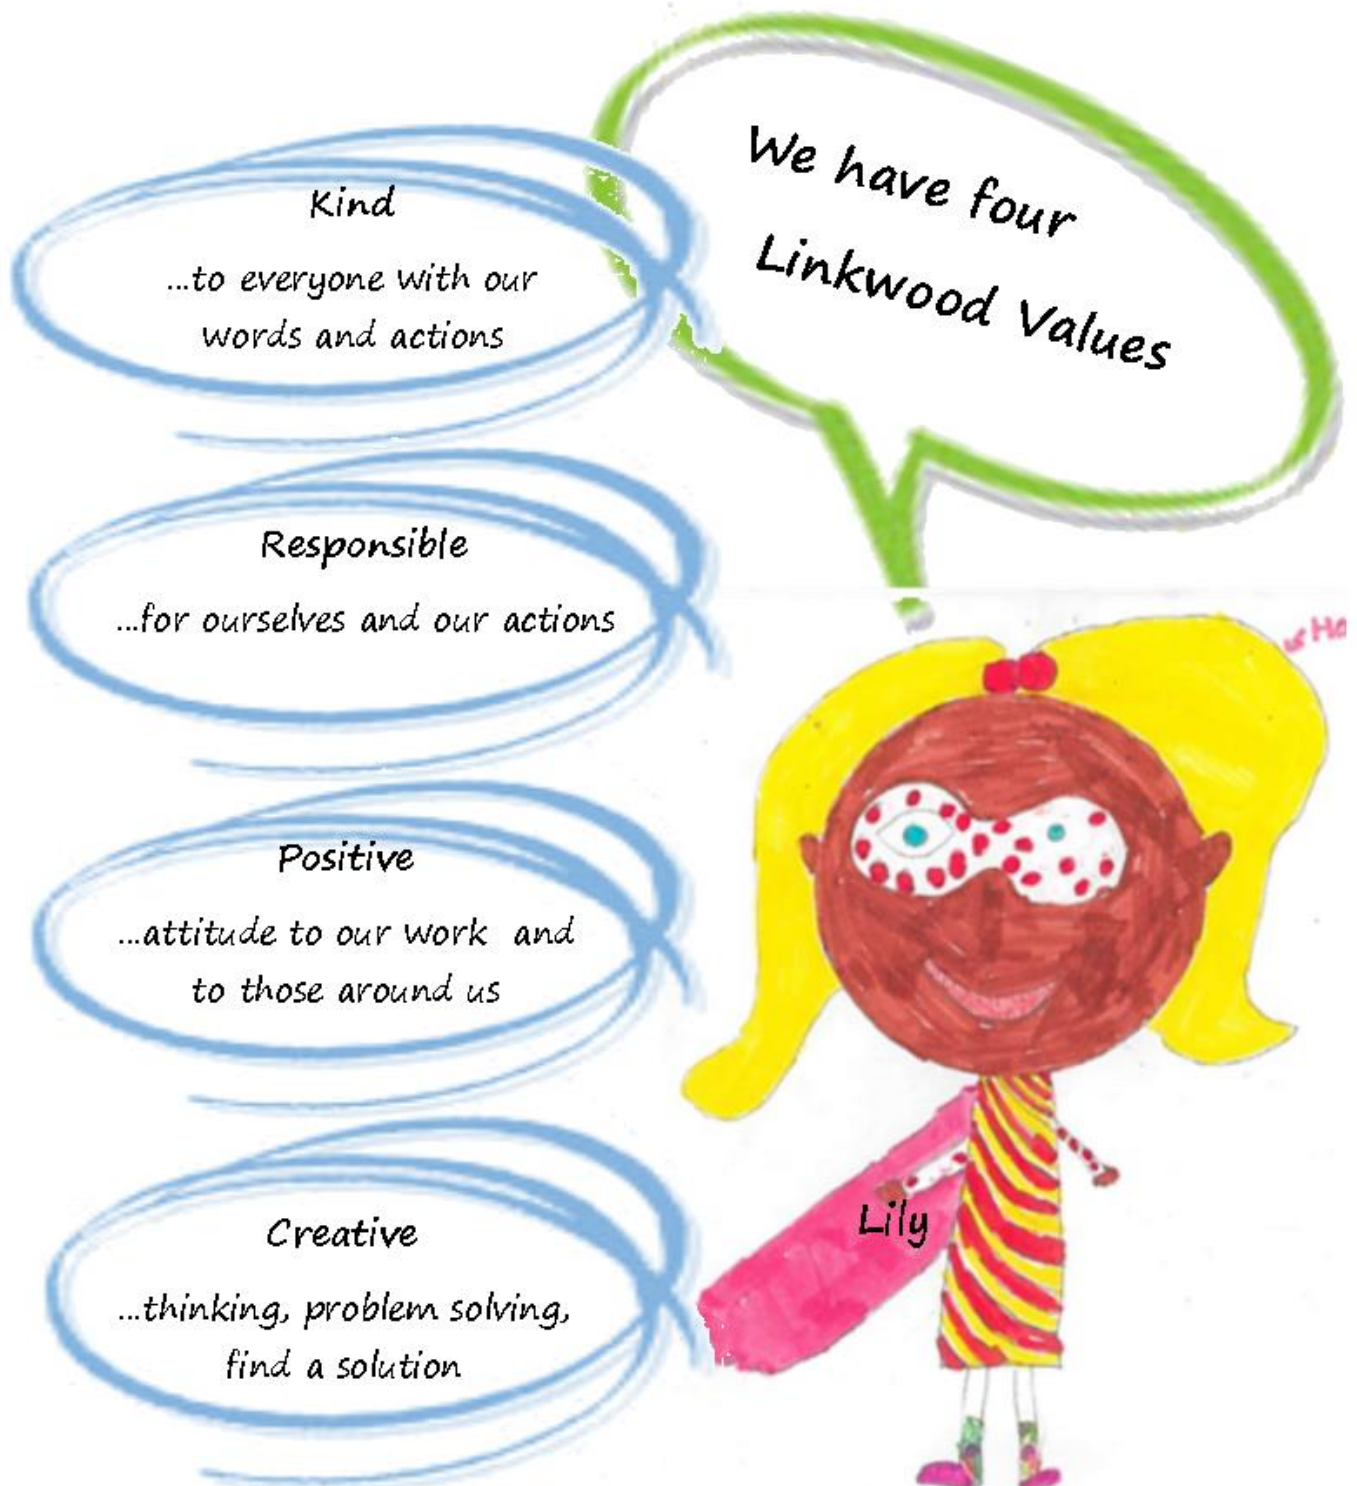 We have four
Linkwood Values
Kind
...to everyone with our
words and actions
Responsible
...for ourselves and our actions
Positive
...attitude to our work and
to those around us
Creative
...thinking, problem solving,
find a solution
Lily